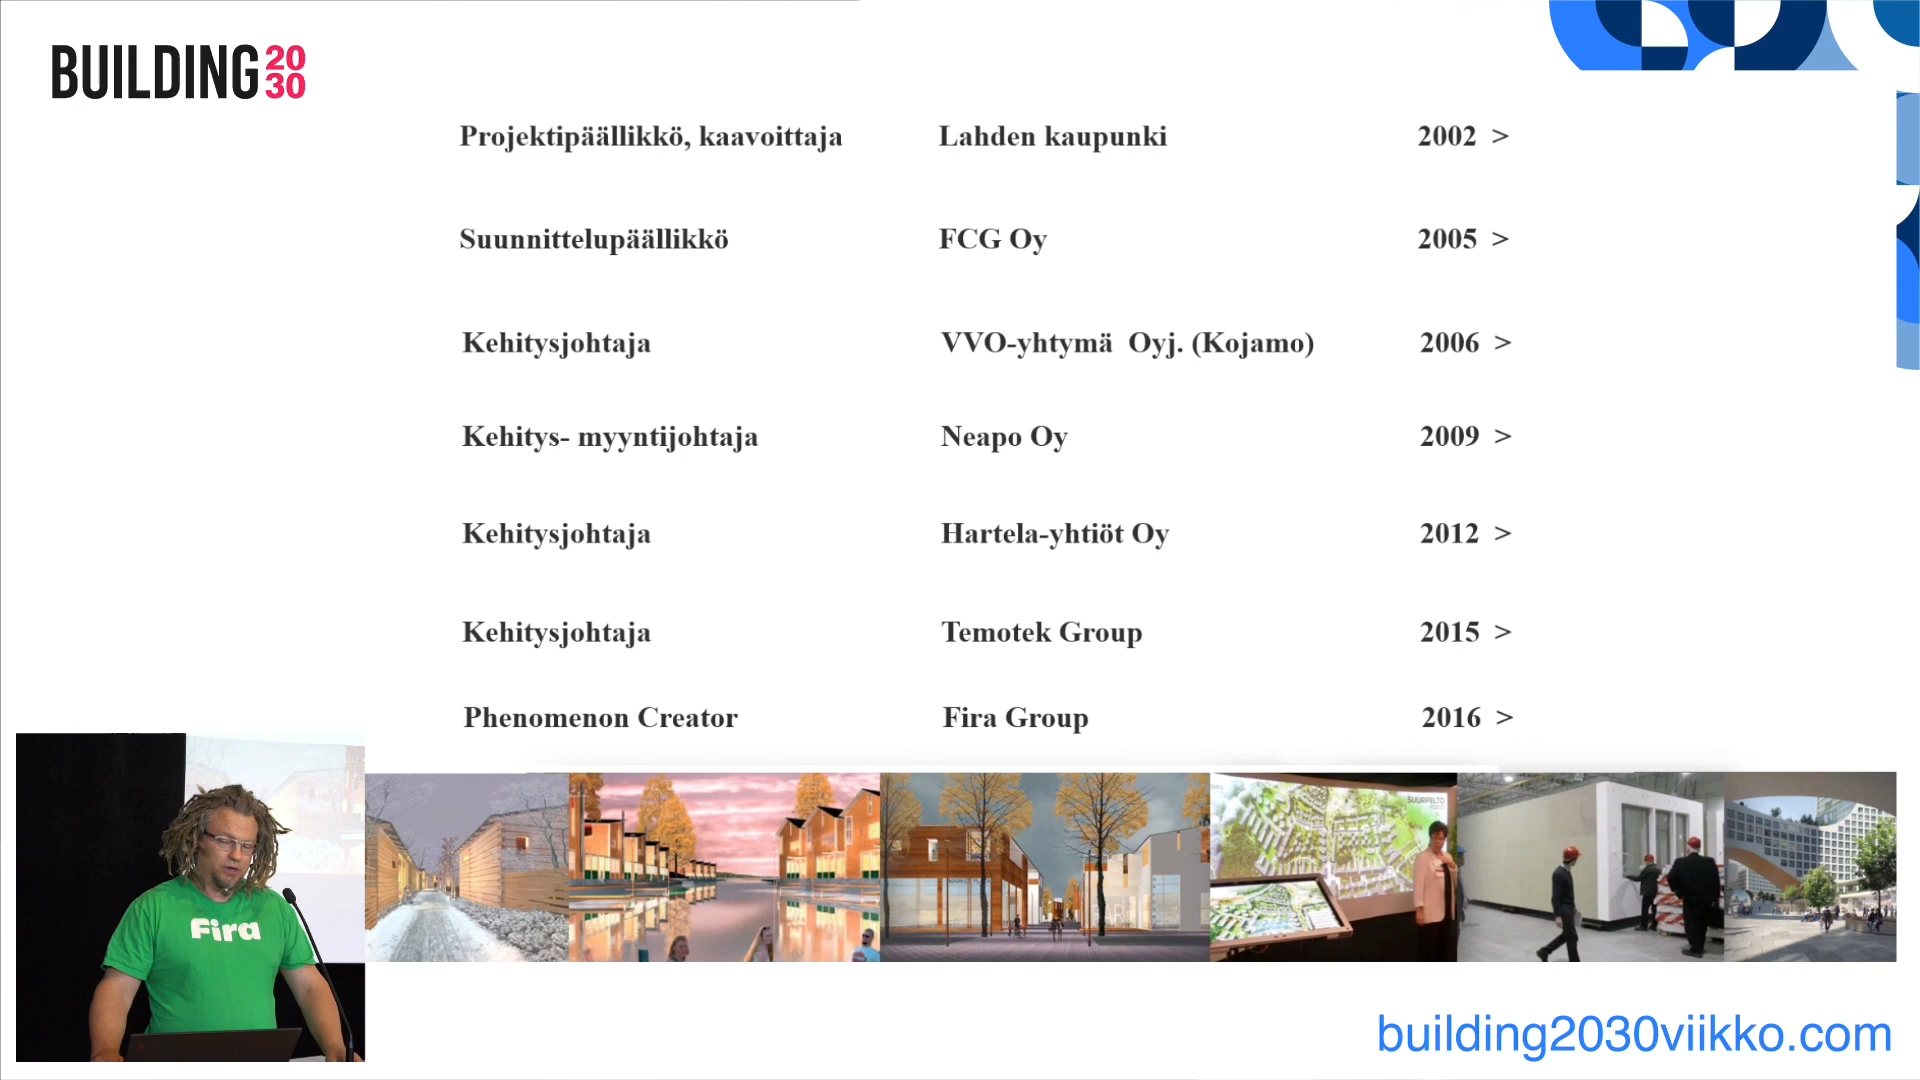 BUILDING 2030
Projektipäällikkö, kaavoittaja Lahden kaupunki 2002 >
Suunnittelupäällikkö FCG Oy 2005 >
Kehitysjohtaja VVO-yhtymä Oyj. (Kojamo) 2006 >
Kehitys- myyntijohtaja Neapo Oy 2009 >
Kehitysjohtaja Hartela-yhtiöt Oy 2012 >
Kehitysjohtaja Temotek Group 2015 >
Phenomenon Creator Fira Group 2016 >
SUURPELTO
Fira
building2030viikko.com